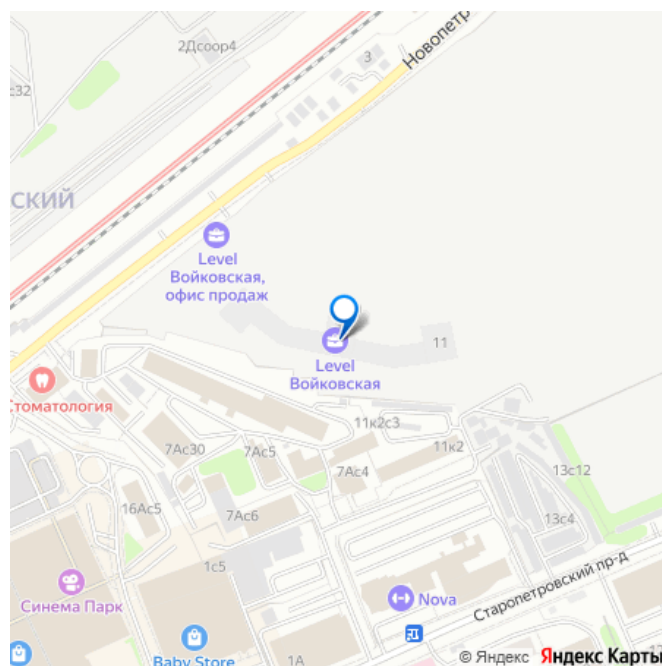 2Дсоор4
3
Новопетр
с32
СКИЙ
Level
Войковская,
офис продаж
11
Level
Войковская
Стоматология
11к2с3
7Ас30
7Ас5
11к2
7Ас4
13с12
16Ас5
7Ас6
13с4
1с5
Синема Парк
Nova
Старопетровский пр-д
Baby Store
1А
© Яндекс Яндекс Карты